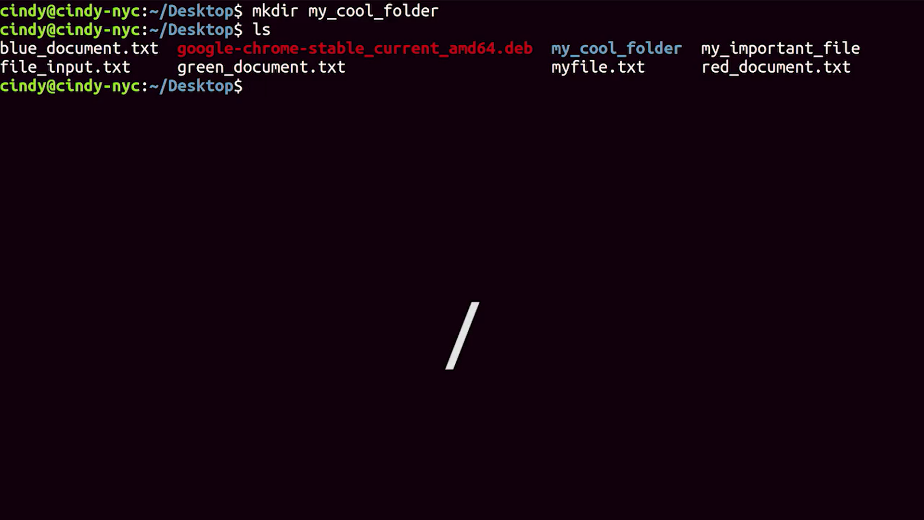 cindy@cindy-nyc:~/Desktop$ mkdir my_cool_folder
cindy@cindy-nyc:~/Desktop$ ls
blue_document.txt  google-chrome-stable_current_amd64.deb  my_cool_folder  my_important_file
file_input.txt     green_document.txt                      myfile.txt      red_document.txt
cindy@cindy-nyc:~/Desktop$
/